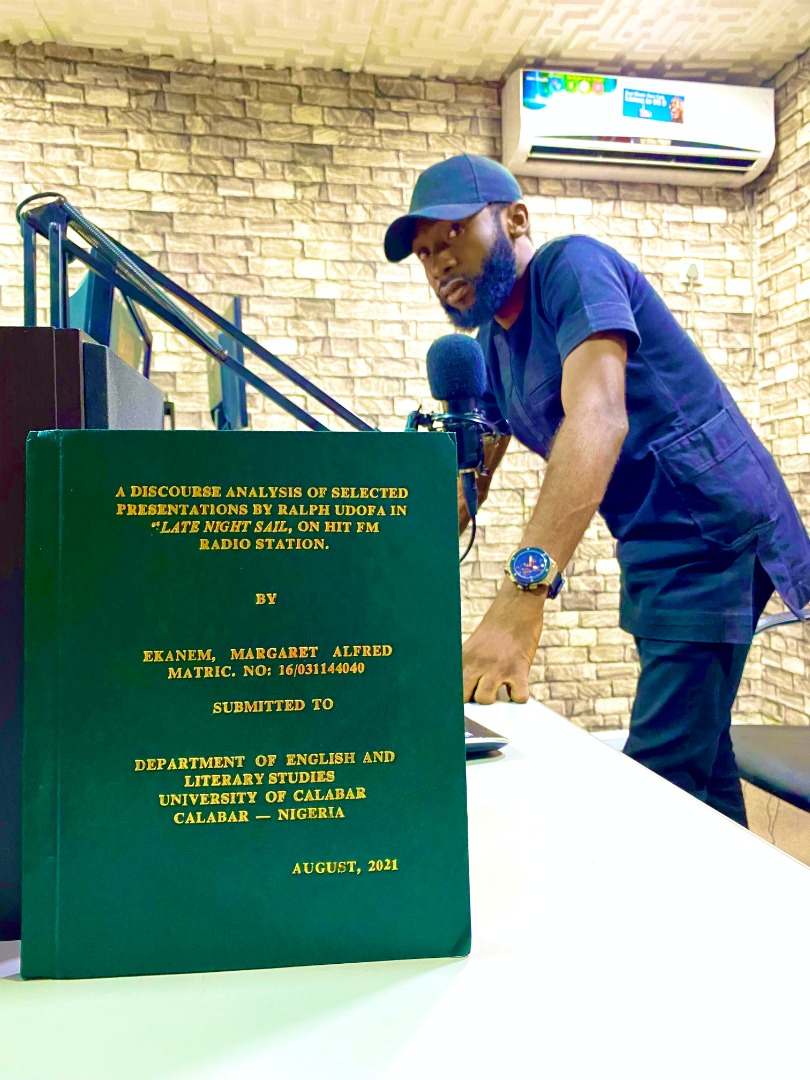 A DISCOURSE ANALYSIS OF SELECTED
PRESENTATIONS BY RALPH UDOFA IN
"LATE NIGHT SAIL, ON HIT FM
RADIO STATION.
BY
EKANEM, MARGARET ALFRED
MATRIC. NO: 16/031144040
SUBMITTED TO
DEPARTMENT OF ENGLISH AND
LITERARY STUDIES
UNIVERSITY OF CALABAR
CALABAR — NIGERIA
AUGUST, 2021